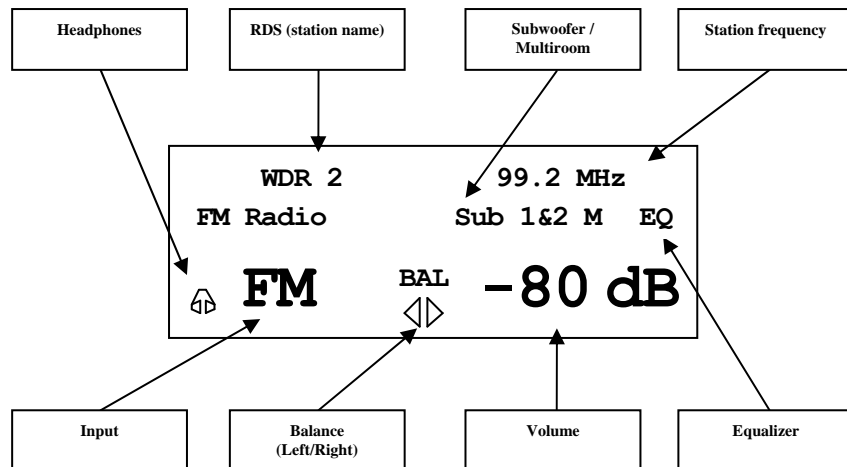 Headphones
RDS (station name)
Subwoofer /
Multiroom
Station frequency
WDR 2 99.2 MHz
FM Radio Sub 1&2 M EQ
FM BAL -80 dB
Input
Balance
(Left/Right)
Volume
Equalizer